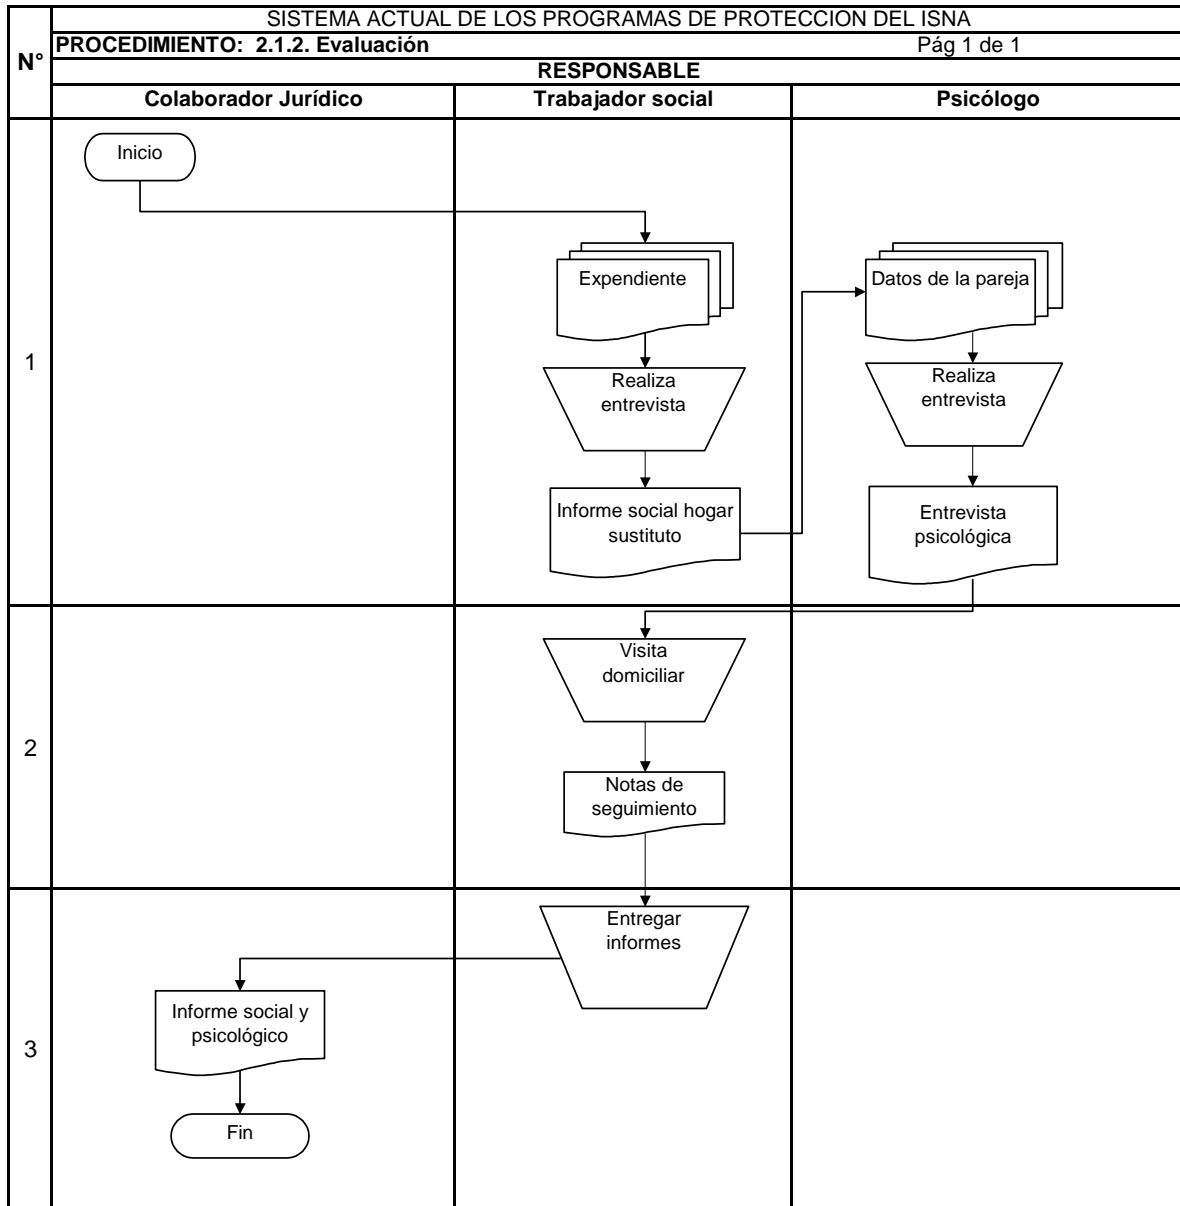 SISTEMA ACTUAL DE LOS PROGRAMAS DE PROTECCION DEL ISNA
N°
PROCEDIMIENTO: 2.1.2. Evaluación
Pág 1 de 1
RESPONSABLE
Colaborador Jurídico
Trabajador social
Psicólogo
1
Inicio
Expendiente
Realiza
entrevista
Informe social hogar
sustituto
Datos de la pareja
Realiza
entrevista
Entrevista
psicológica
2
Visita
domiciliar
Notas de
seguimiento
3
Entregar
informes
Informe social y
psicológico
Fin